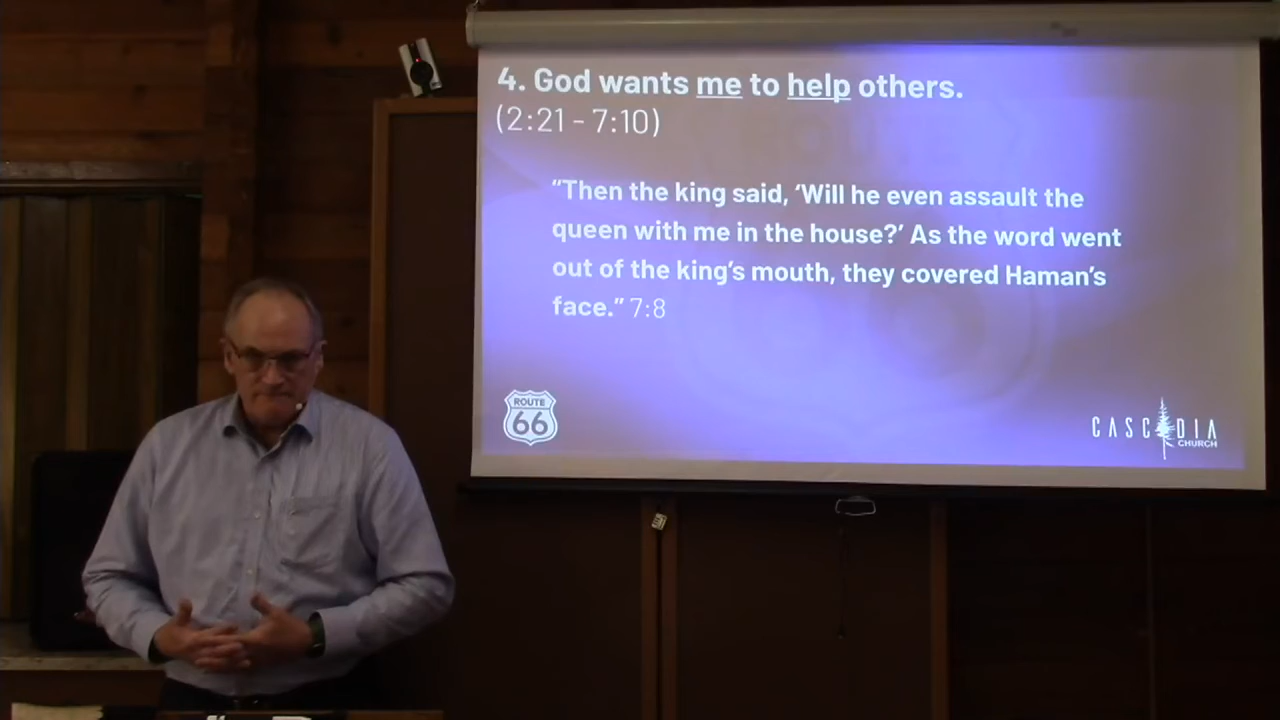 4. God wants me to help others.
(2:21 - 7:10)
“Then the king said, ‘Will he even assault the
queen with me in the house?’ As the word went
out of the king’s mouth, they covered Haman’s
face.” 7:8
ROUTE
66
CASCADIA
CHURCH